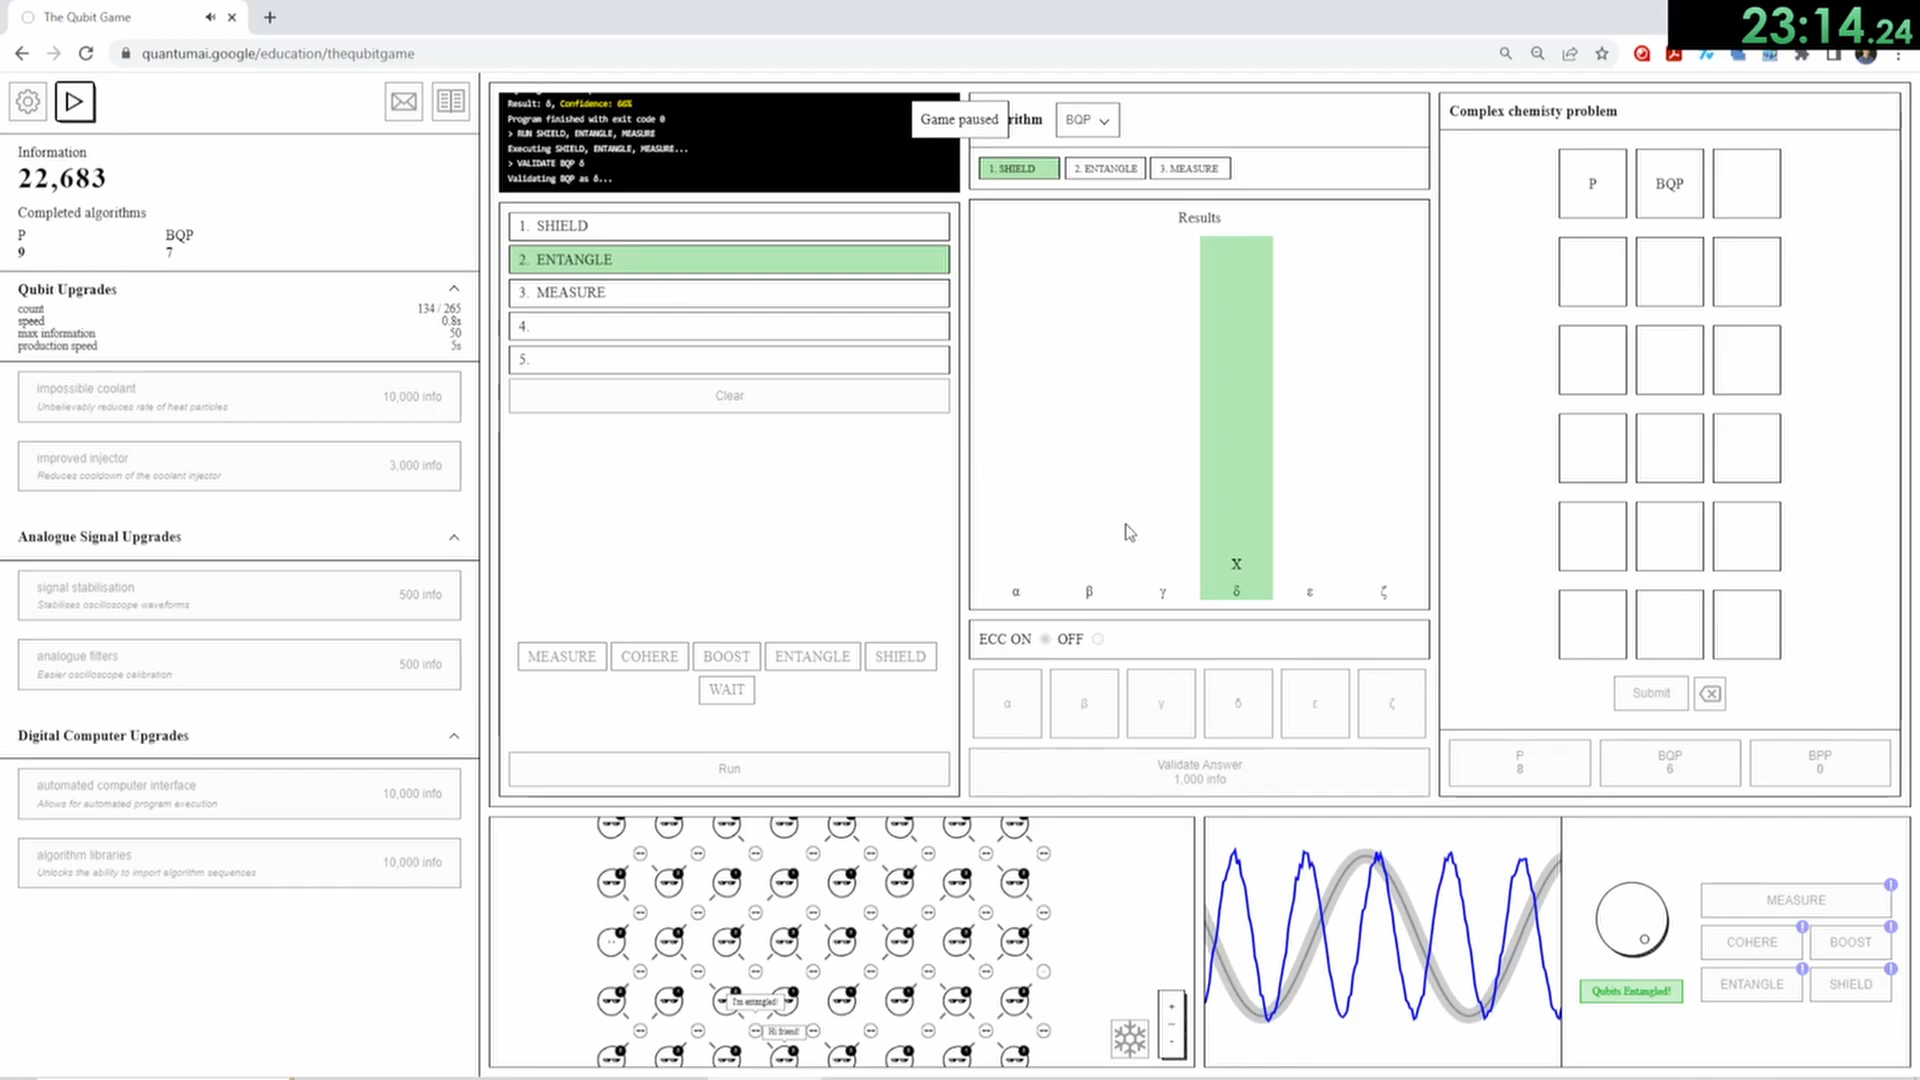 The Qubit Game
23:14.24
quantumai.google/education/thequbitgame
Information
22,683
Completed algorithms
P BQP
9 7
Qubit Upgrades
count 134 / 265
speed 0.8s
max information 50
production speed 5s
impossible coolant 10,000 info
Unbelievably reduces rate of heat particles
improved injector 3,000 info
Reduces cooldown of the coolant injector
Analogue Signal Upgrades
signal stabilisation 500 info
Stabilises oscilloscope waveforms
analogue filters 500 info
Easier oscilloscope calibration
Digital Computer Upgrades
automated computer interface 10,000 info
Allows for automated program execution
algorithm libraries 10,000 info
Unlocks the ability to import algorithm sequences
Result: δ, Confidence: 66%
Program finished with exit code 0
> RUN SHIELD, ENTANGLE, MEASURE
Executing SHIELD, ENTANGLE, MEASURE...
> VALIDATE BQP δ
Validating BQP as δ...
1. SHIELD
2. ENTANGLE
3. MEASURE
4.
5.
Clear
MEASURE COHERE BOOST ENTANGLE SHIELD
WAIT
Run
Game paused
rithm BQP
1. SHIELD 2. ENTANGLE 3. MEASURE
Results
X
α β γ δ ε ζ
ECC ON OFF
α β γ δ ε ζ
Validate Answer
1,000 info
Complex chemisty problem
P BQP
Submit
P BQP BPP
8 6 0
I'm entangled!
Hi friend!
+
-
Qubits Entangled!
MEASURE
COHERE BOOST
ENTANGLE SHIELD